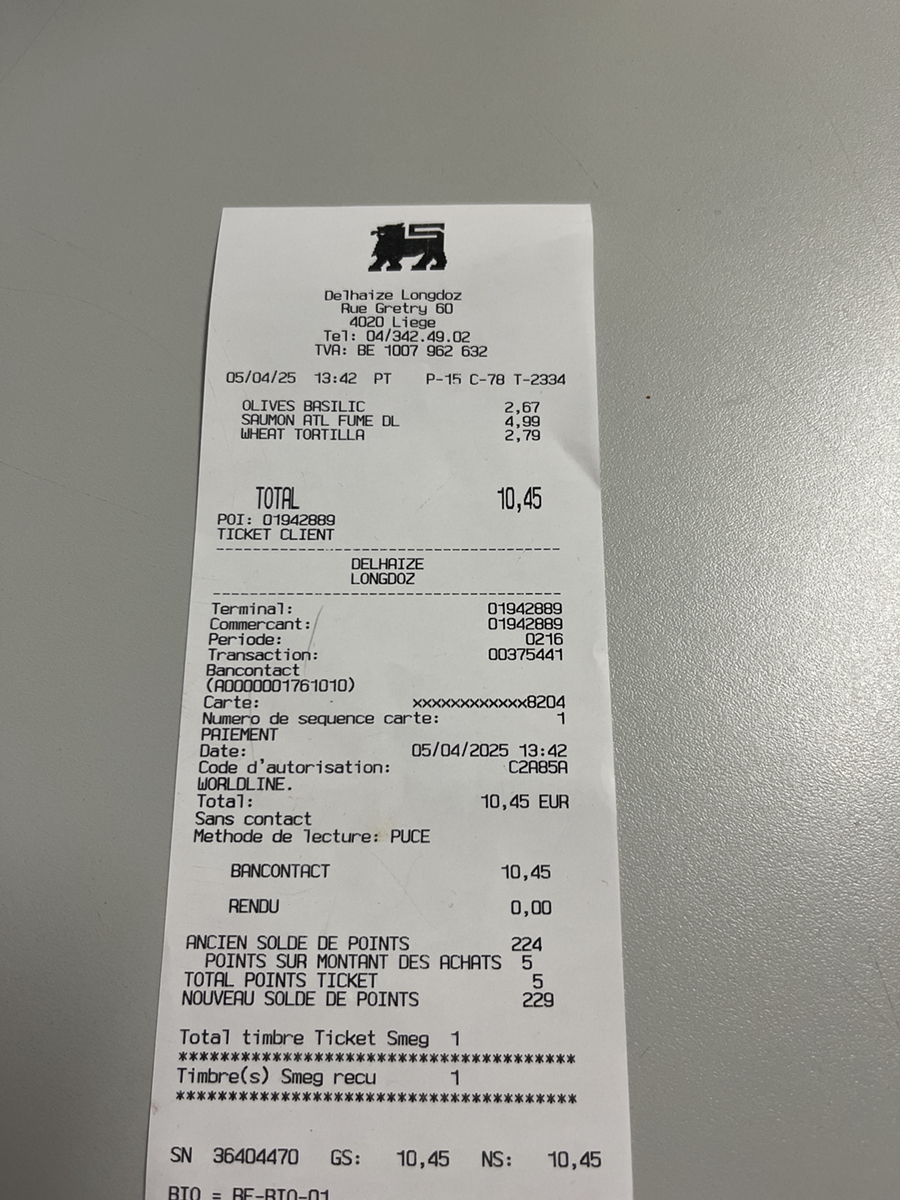 Delhaize Longdoz
Rue Gretry 60
4020 Liege
Tel: 04/342.49.02
TVA: BE 1007 962 632
05/04/25 13:42 PT P-15 C-78 T-2334
OLIVES BASILIC 2,67
SAUMON ATL FUME DL 4,99
WHEAT TORTILLA 2,79
TOTAL 10,45
POI: 01942889
TICKET CLIENT
DELHAIZE
LONGDOZ
Terminal: 01942889
Commercant: 01942889
Periode: 0216
Transaction: 00375441
Bancontact
(A0000001761010)
Carte: xxxxxxxxxxxxx8204
Numero de sequence carte: 1
PAIEMENT
Date: 05/04/2025 13:42
Code d'autorisation: C2A85A
WORLDLINE.
Total: 10,45 EUR
Sans contact
Methode de lecture: PUCE
BANCONTACT 10,45
RENDU 0,00
ANCIEN SOLDE DE POINTS 224
POINTS SUR MONTANT DES ACHATS 5
TOTAL POINTS TICKET 5
NOUVEAU SOLDE DE POINTS 229
Total timbre Ticket Smeg 1
**************************************
Timbre(s) Smeg recu 1
**************************************
SN 36404470 GS: 10,45 NS: 10,45
BIO = BE-BIO-01